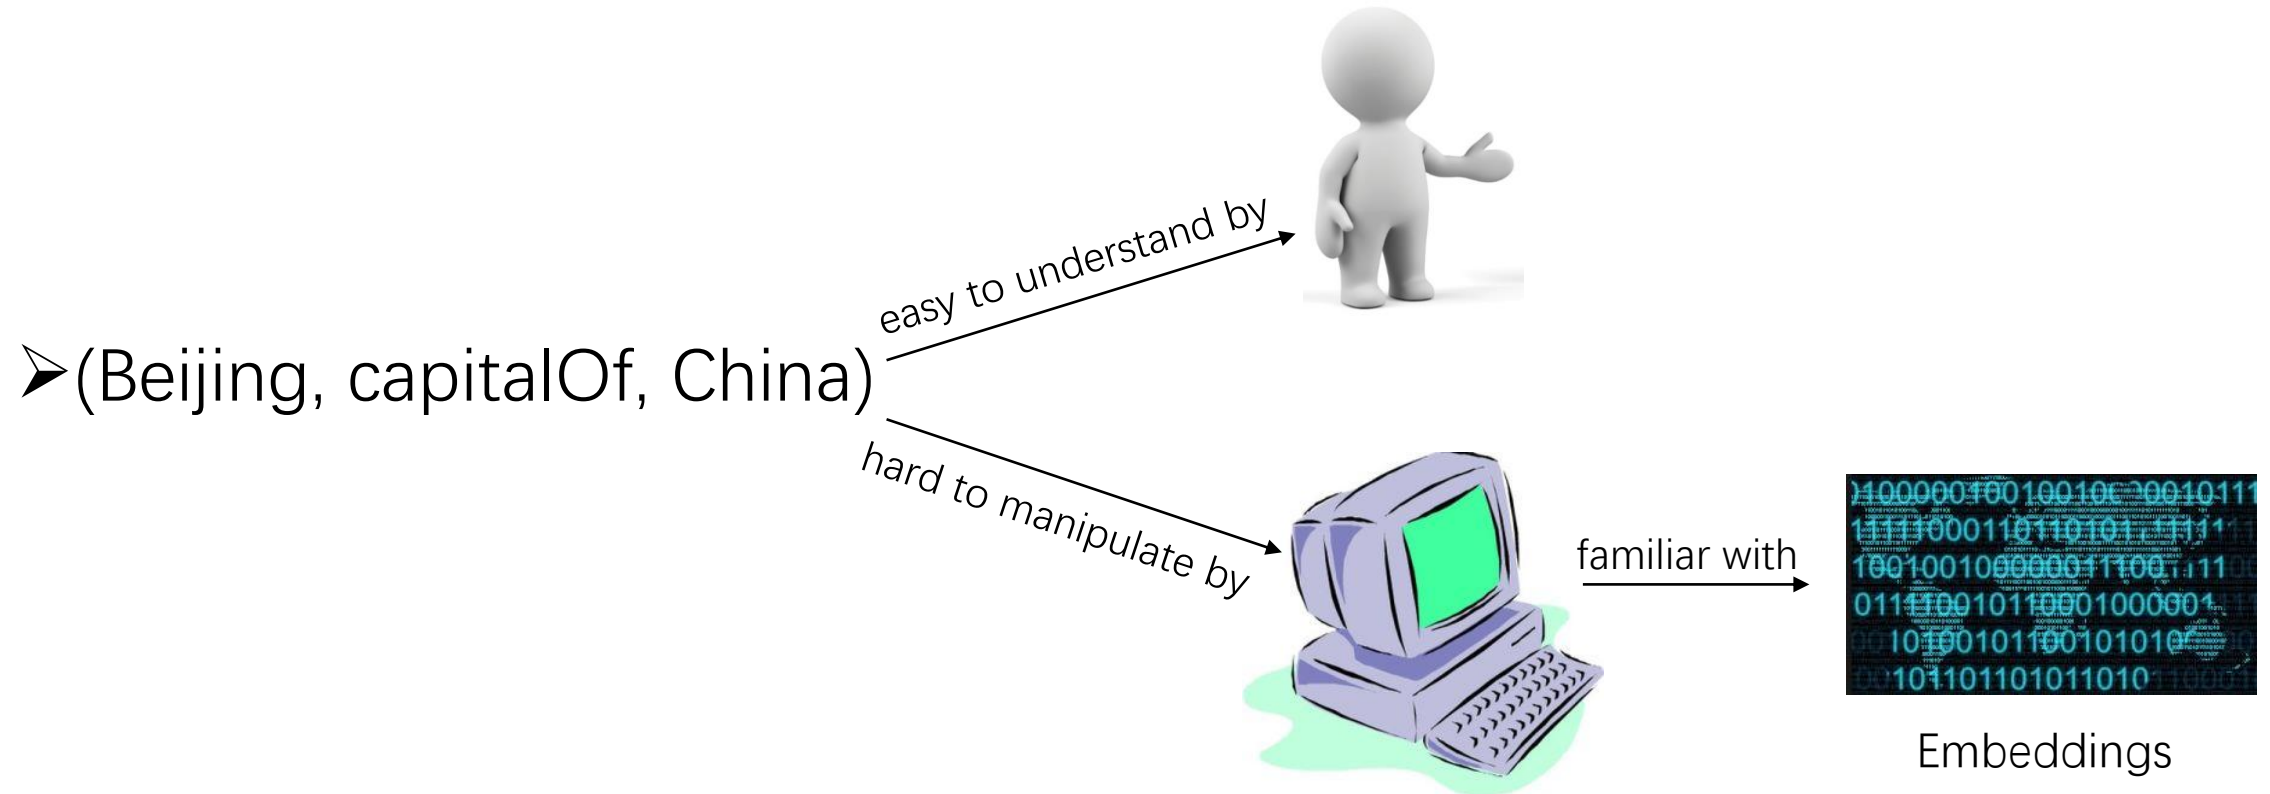 (Beijing, capitalOf, China)
easy to understand by
hard to manipulate by
familiar with
Embeddings